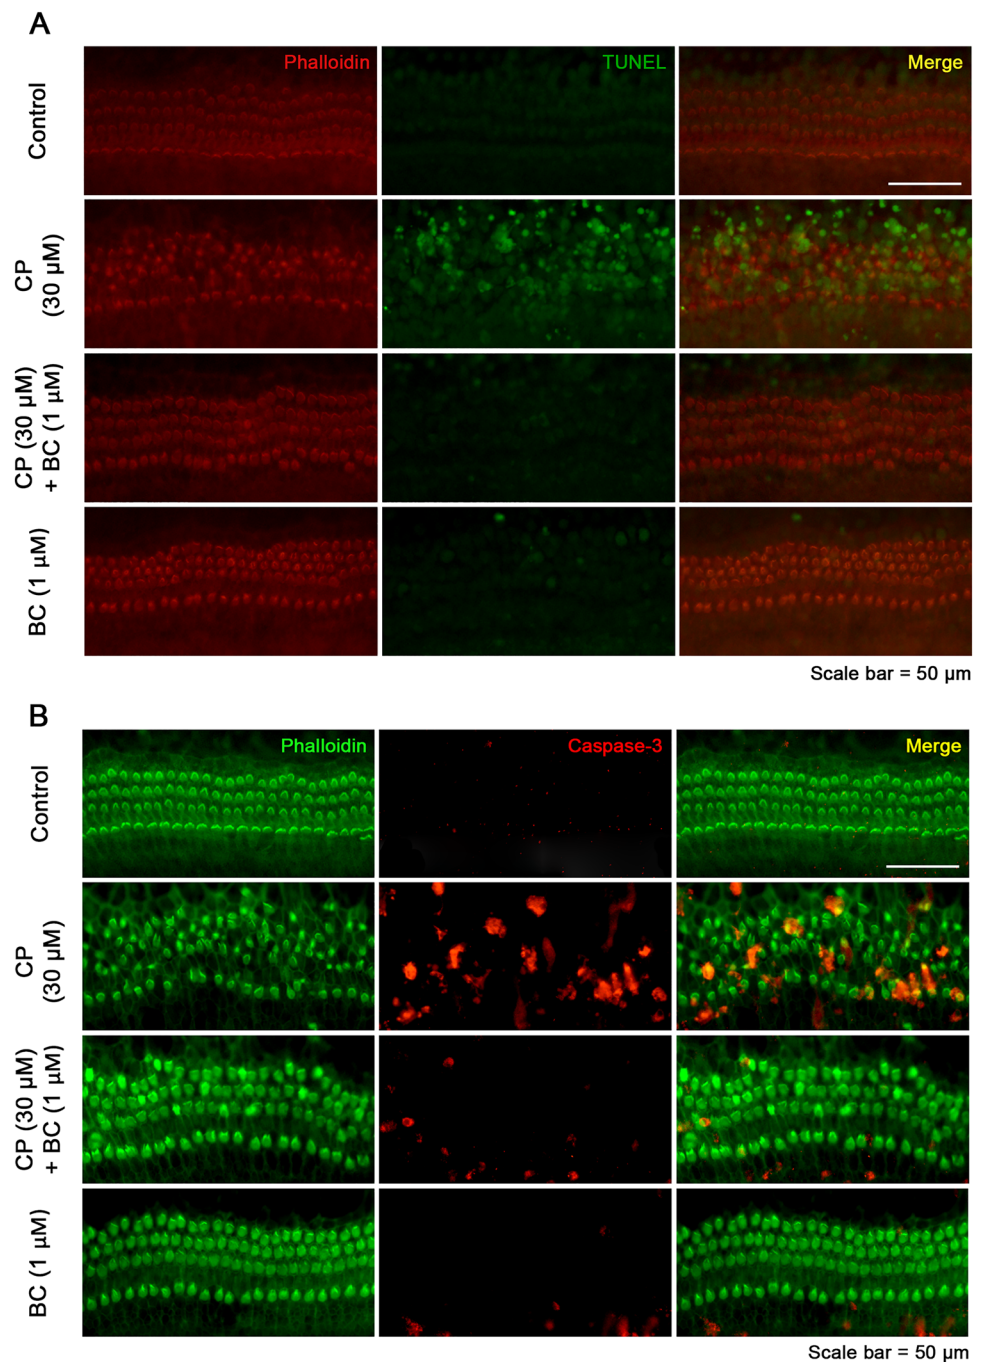 A
Phalloidin
TUNEL
Merge
Control
CP
(30 µM)
CP (30 µM)
+ BC (1 µM)
BC (1 µM)
Scale bar = 50 µm
B
Phalloidin
Caspase-3
Merge
Control
CP
(30 µM)
CP (30 µM)
+ BC (1 µM)
BC (1 µM)
Scale bar = 50 µm